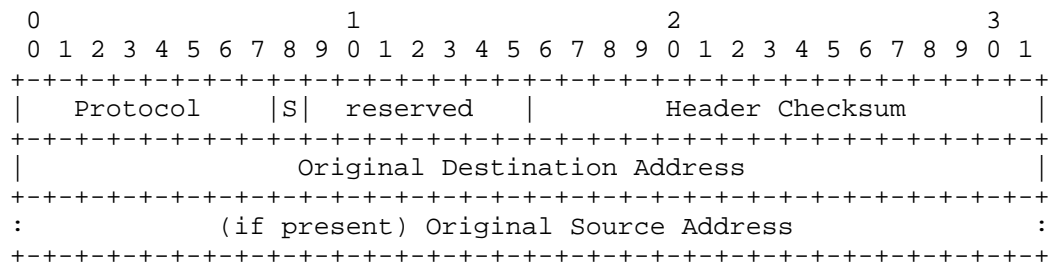 0                   1                   2                   3
 0 1 2 3 4 5 6 7 8 9 0 1 2 3 4 5 6 7 8 9 0 1 2 3 4 5 6 7 8 9 0 1
+-+-+-+-+-+-+-+-+-+-+-+-+-+-+-+-+-+-+-+-+-+-+-+-+-+-+-+-+-+-+-+-+
|   Protocol    |S|  reserved   |        Header Checksum        |
+-+-+-+-+-+-+-+-+-+-+-+-+-+-+-+-+-+-+-+-+-+-+-+-+-+-+-+-+-+-+-+-+
|                 Original Destination Address                  |
+-+-+-+-+-+-+-+-+-+-+-+-+-+-+-+-+-+-+-+-+-+-+-+-+-+-+-+-+-+-+-+-+
:            (if present) Original Source Address               :
+-+-+-+-+-+-+-+-+-+-+-+-+-+-+-+-+-+-+-+-+-+-+-+-+-+-+-+-+-+-+-+-+